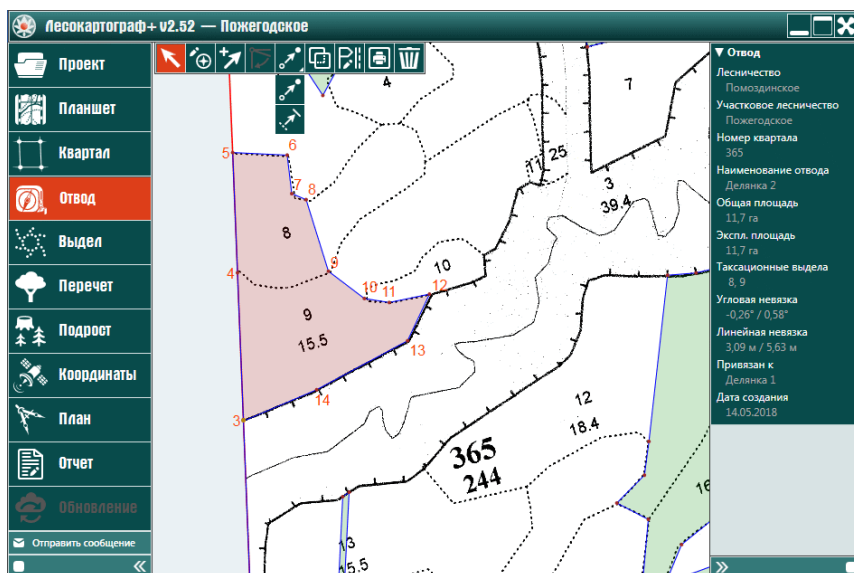 Лесокартограф+ v2.52 — Пожегодское
Проект
Планшет
Квартал
Отвод
Выдел
Перечет
Подрост
Координаты
План
Отчет
Обновление
Отправить сообщение
4
7
11 25
3
39.4
5
6
7
8
8
4
9
10
11
12
10
9
15.5
13
14
3
12
18.4
365
244
16
13
15.5
▼ Отвод
Лесничество
Помоздинское
Участковое лесничество
Пожегодское
Номер квартала
365
Наименование отвода
Делянка 2
Общая площадь
11,7 га
Экспл. площадь
11,7 га
Таксационные выдела
8, 9
Угловая невязка
-0,26° / 0,58°
Линейная невязка
3,09 м / 5,63 м
Привязан к
Делянка 1
Дата создания
14.05.2018